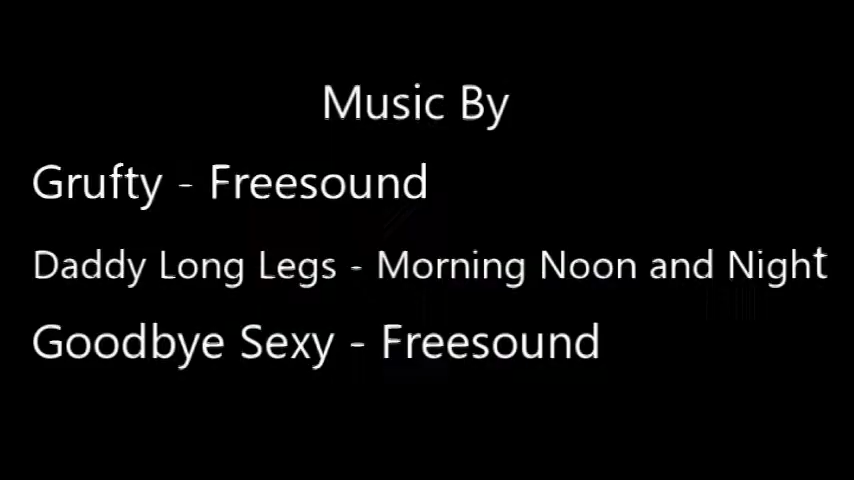 Music By
Grufty - Freesound
Daddy Long Legs - Morning Noon and Night
Goodbye Sexy - Freesound